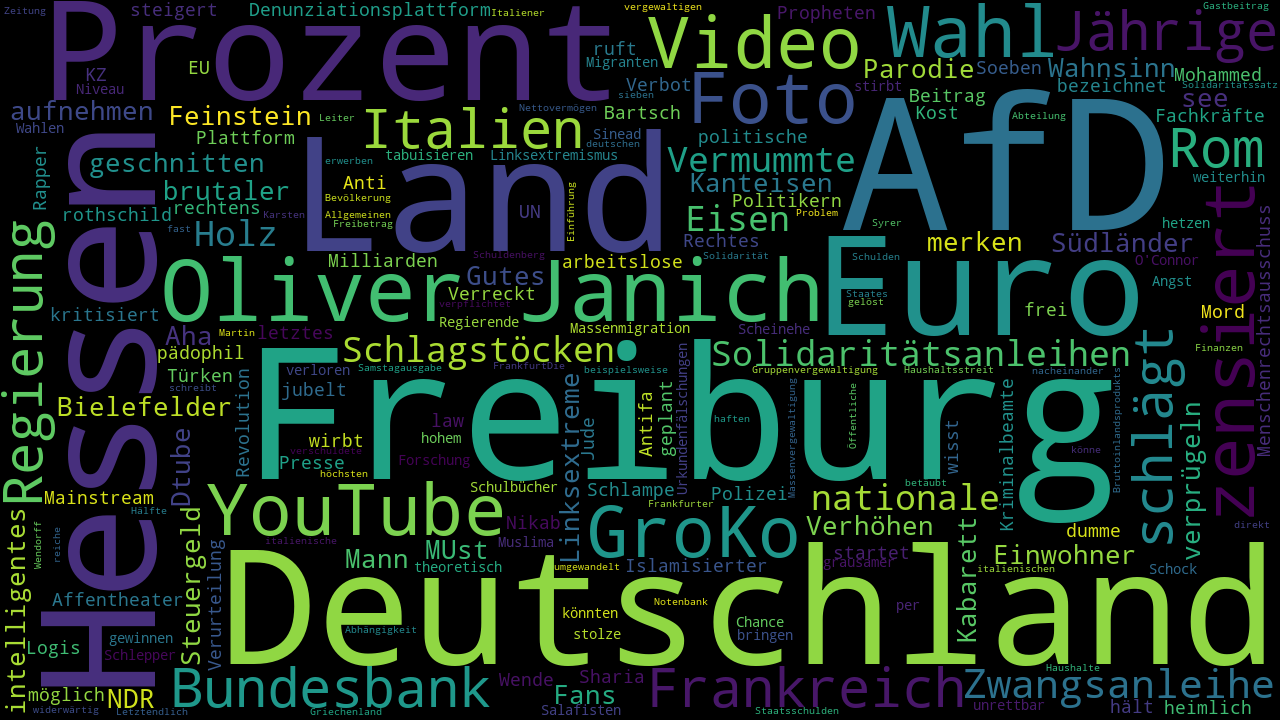 Zeitung
steigert
Denunziationsplattform
Italiener
vergewaltigen
Propheten
Wahl
Jährige
Gastbeitrag
Prozent
Video
ruft
Migranten
EU
KZ
Niveau
Parodie
Soeben
Wahnsinn
bezeichnet
Mohammed
Solidaritätssatz
Verbot
stirbt
sieben
Foto
see
aufnehmen
Feinstein
Leiter
Nettovermögen
Bartsch
Beitrag
Kost
AfD
Abteilung
Fachkräfte
Wahlen
Plattform
Italien
Sinead
deutschen
politische
Rom
geschnitten
tabuisieren
Linksextremismus
Vermummte
weiterhin
Rapper
erwerben
Land
brutaler
Anti
Bevölkerung
Kanteisen
Politikern
rothschild
rechtens
Karsten
Allgemeinen
Freibetrag
UN
Einführung
Eisen
Problem
Syrer
hetzen
fast
Holz
Rechtes
merken
Südländer
zensiert
Menschenrechtsausschuss
Hessen
Regierung
Milliarden
Schuldenberg
arbeitslose
Solidarität
Euro
Schulden
O'Connor
Oliver
Janich
Gutes
Verreckt
Staates
gelöst
Angst
kritisiert
verpflichtet
Regierende
Massenmigration
Scheinehe
frei
Mord
Aha
Martin
letztes
schlägt
Finanzen
pädophil
Schlagstöcken
Solidaritätsanleihen
Türken
verloren
Samstagausgabe
FrankfurtDie
beispielsweise
Gruppenvergewaltigung
Haushaltsstreit
nacheinander
schreibt
Revolution
jubelt
Freiburg
Linksextreme
Urkundenfälschungen
Massenvergewaltigung
Kriminalbeamte
Bruttoinlandsprodukts
Bielefelder
geplant
Antifa
Jude
haften
Öffentliche
Wisst
verprügeln
law
wirbt
hohem
Dtube
verschuldete
Presse
Forschung
könne
höchsten
betäubt
Mainstream
Schulbücher
Schlampe
Polizei
nationale
direkt
Hälfte
YouTube
Nikab
Frankfurter
GroKo
Verhöhen
dumme
intelligentes
Wendorff
reiche
Steuergeld
Verurteilung
italienische
Muslima
Mann
MUst
theoretisch
umgewandelt
Islamisierter
startet
grausamer
Kabarett
Einwohner
italienischen
Schock
Affentheater
Deutschland
Notenbank
könnten
stolze
per
Chance
bringen
Abhängigkeit
gewinnen
Logis
Schlepper
Haushalte
Bundesbank
Wende
Sharia
Fans
Frankreich
Zwangsanleihe
möglich
NDR
unrettbar
hält
heimlich
widerwärtig
Letztendlich
Griechenland
Salafisten
Staatsschulden